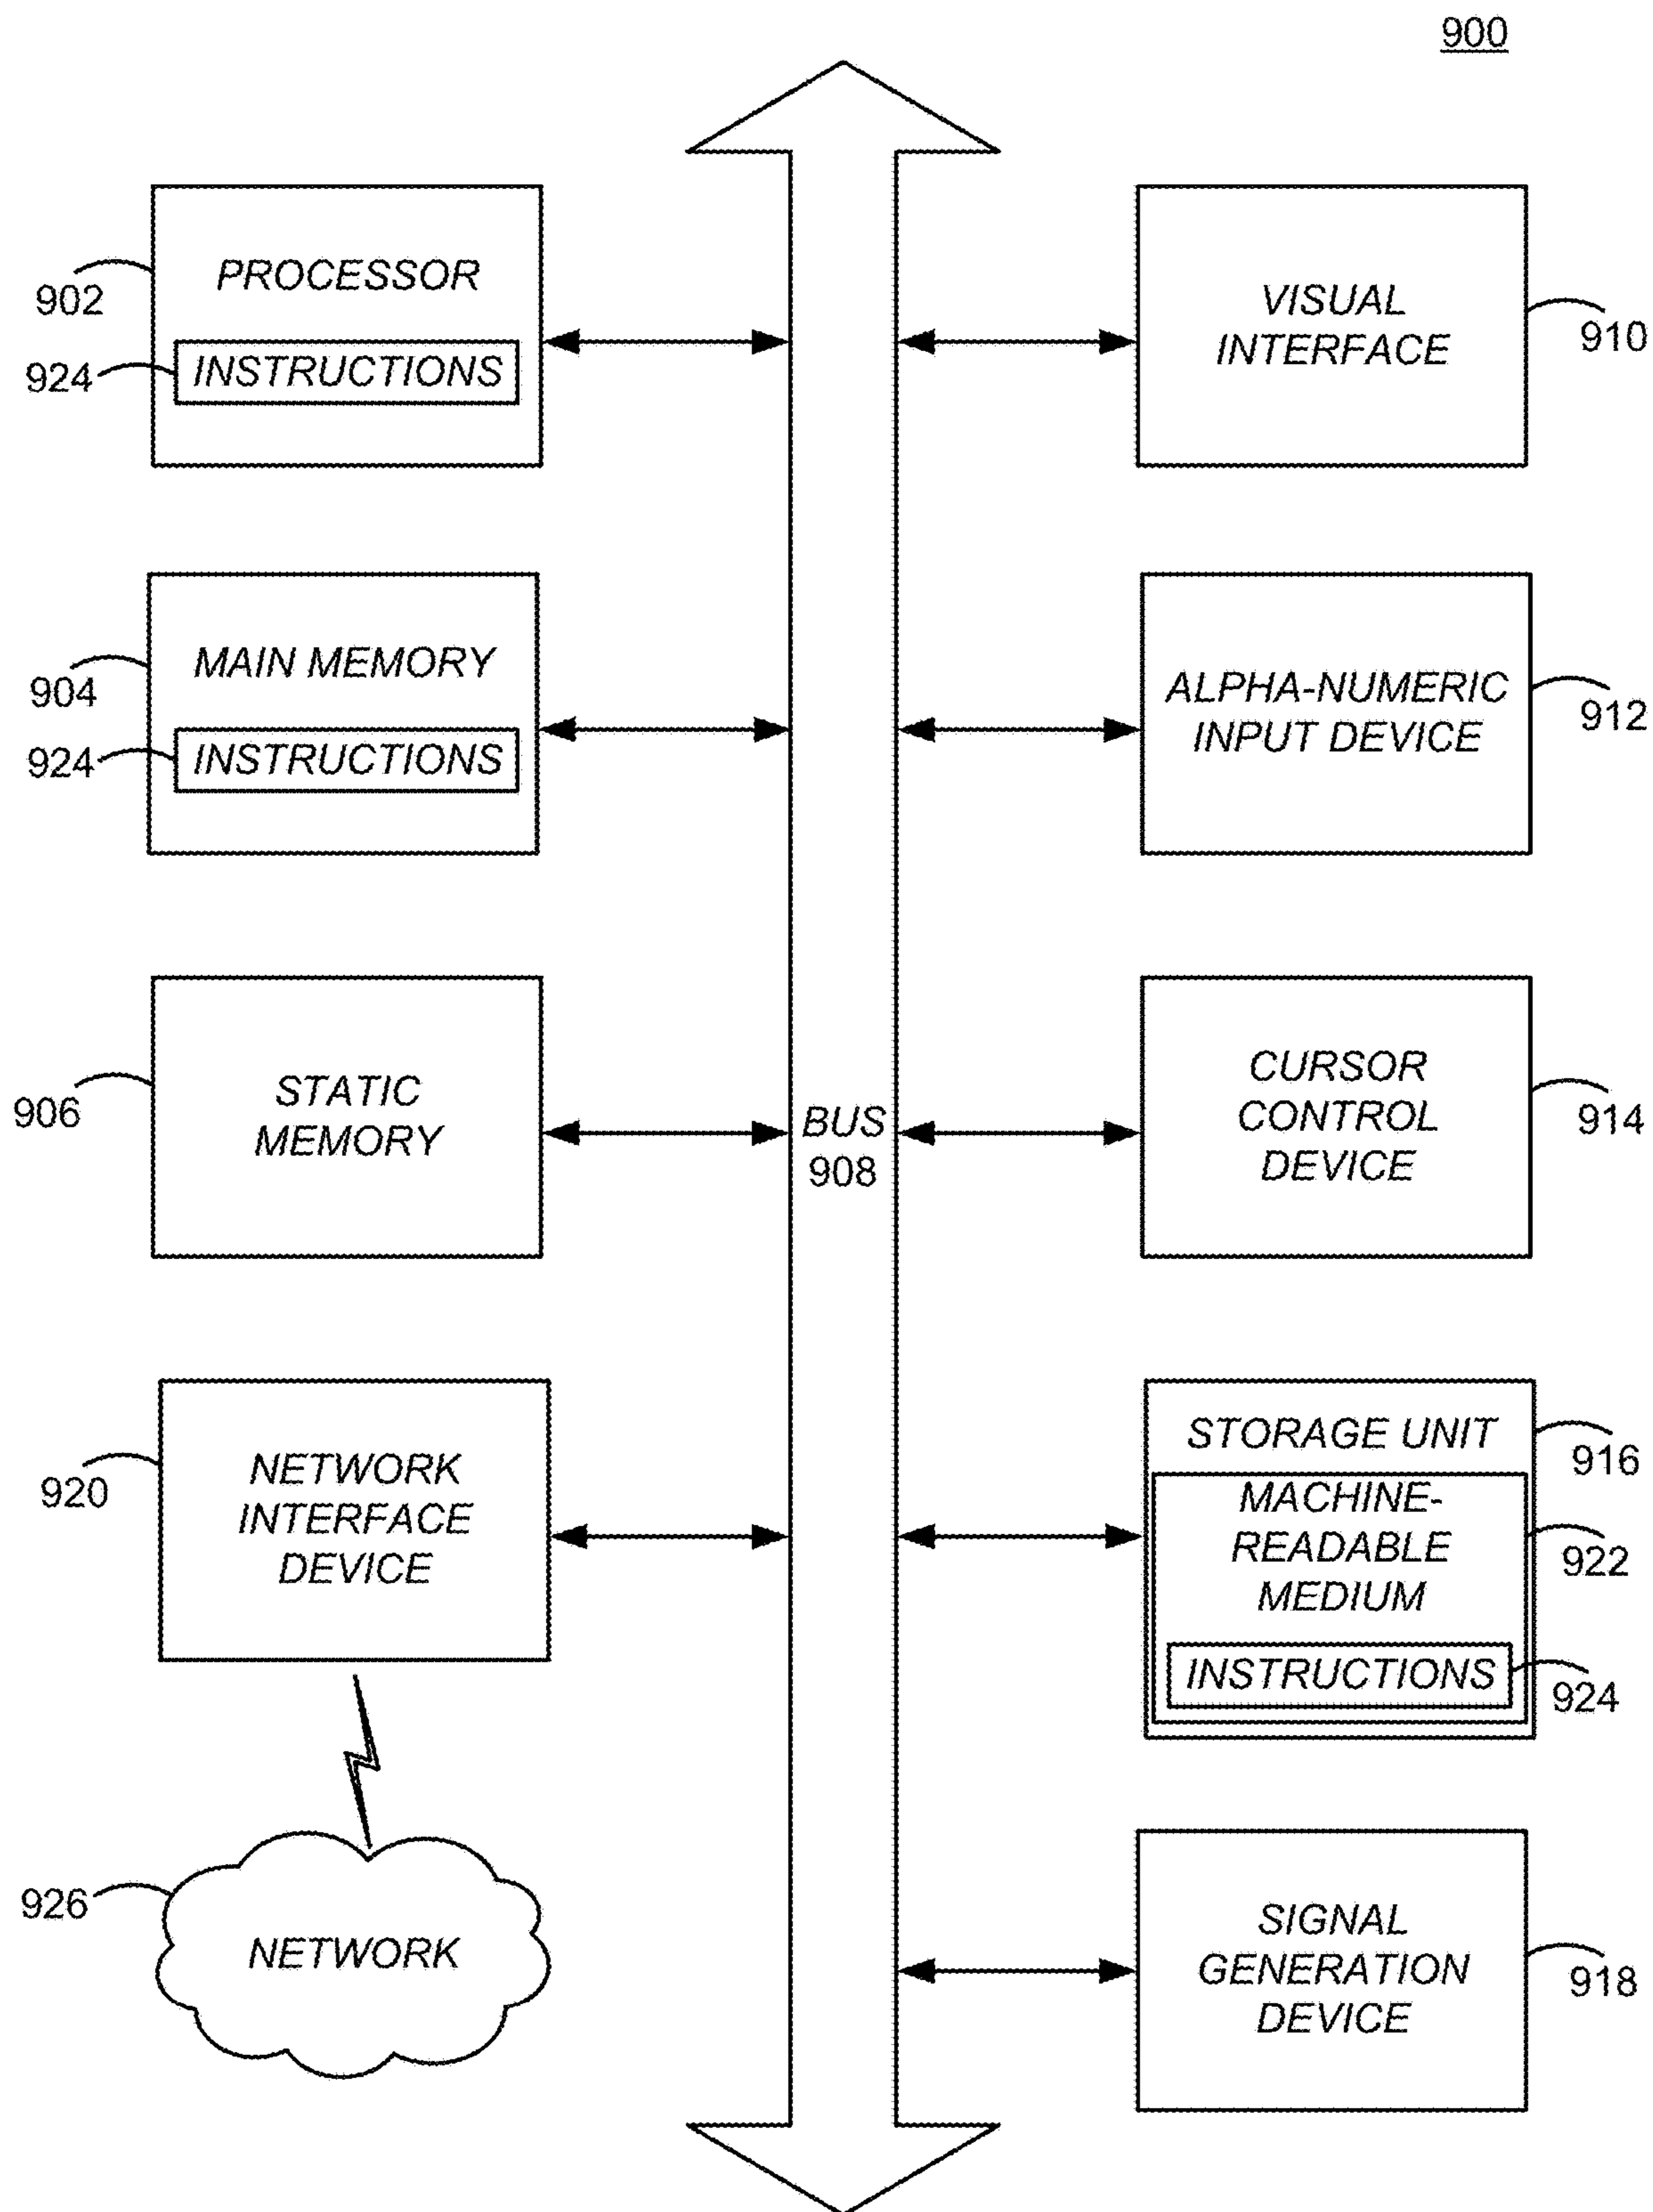 900
PROCESSOR
902
924
INSTRUCTIONS
VISUAL
INTERFACE
910
MAIN MEMORY
904
924
INSTRUCTIONS
ALPHA-NUMERIC
INPUT DEVICE
912
STATIC
MEMORY
906
BUS
908
CURSOR
CONTROL
DEVICE
914
NETWORK
INTERFACE
DEVICE
920
STORAGE UNIT
916
MACHINE-
READABLE
MEDIUM
922
INSTRUCTIONS
924
926
NETWORK
SIGNAL
GENERATION
DEVICE
918